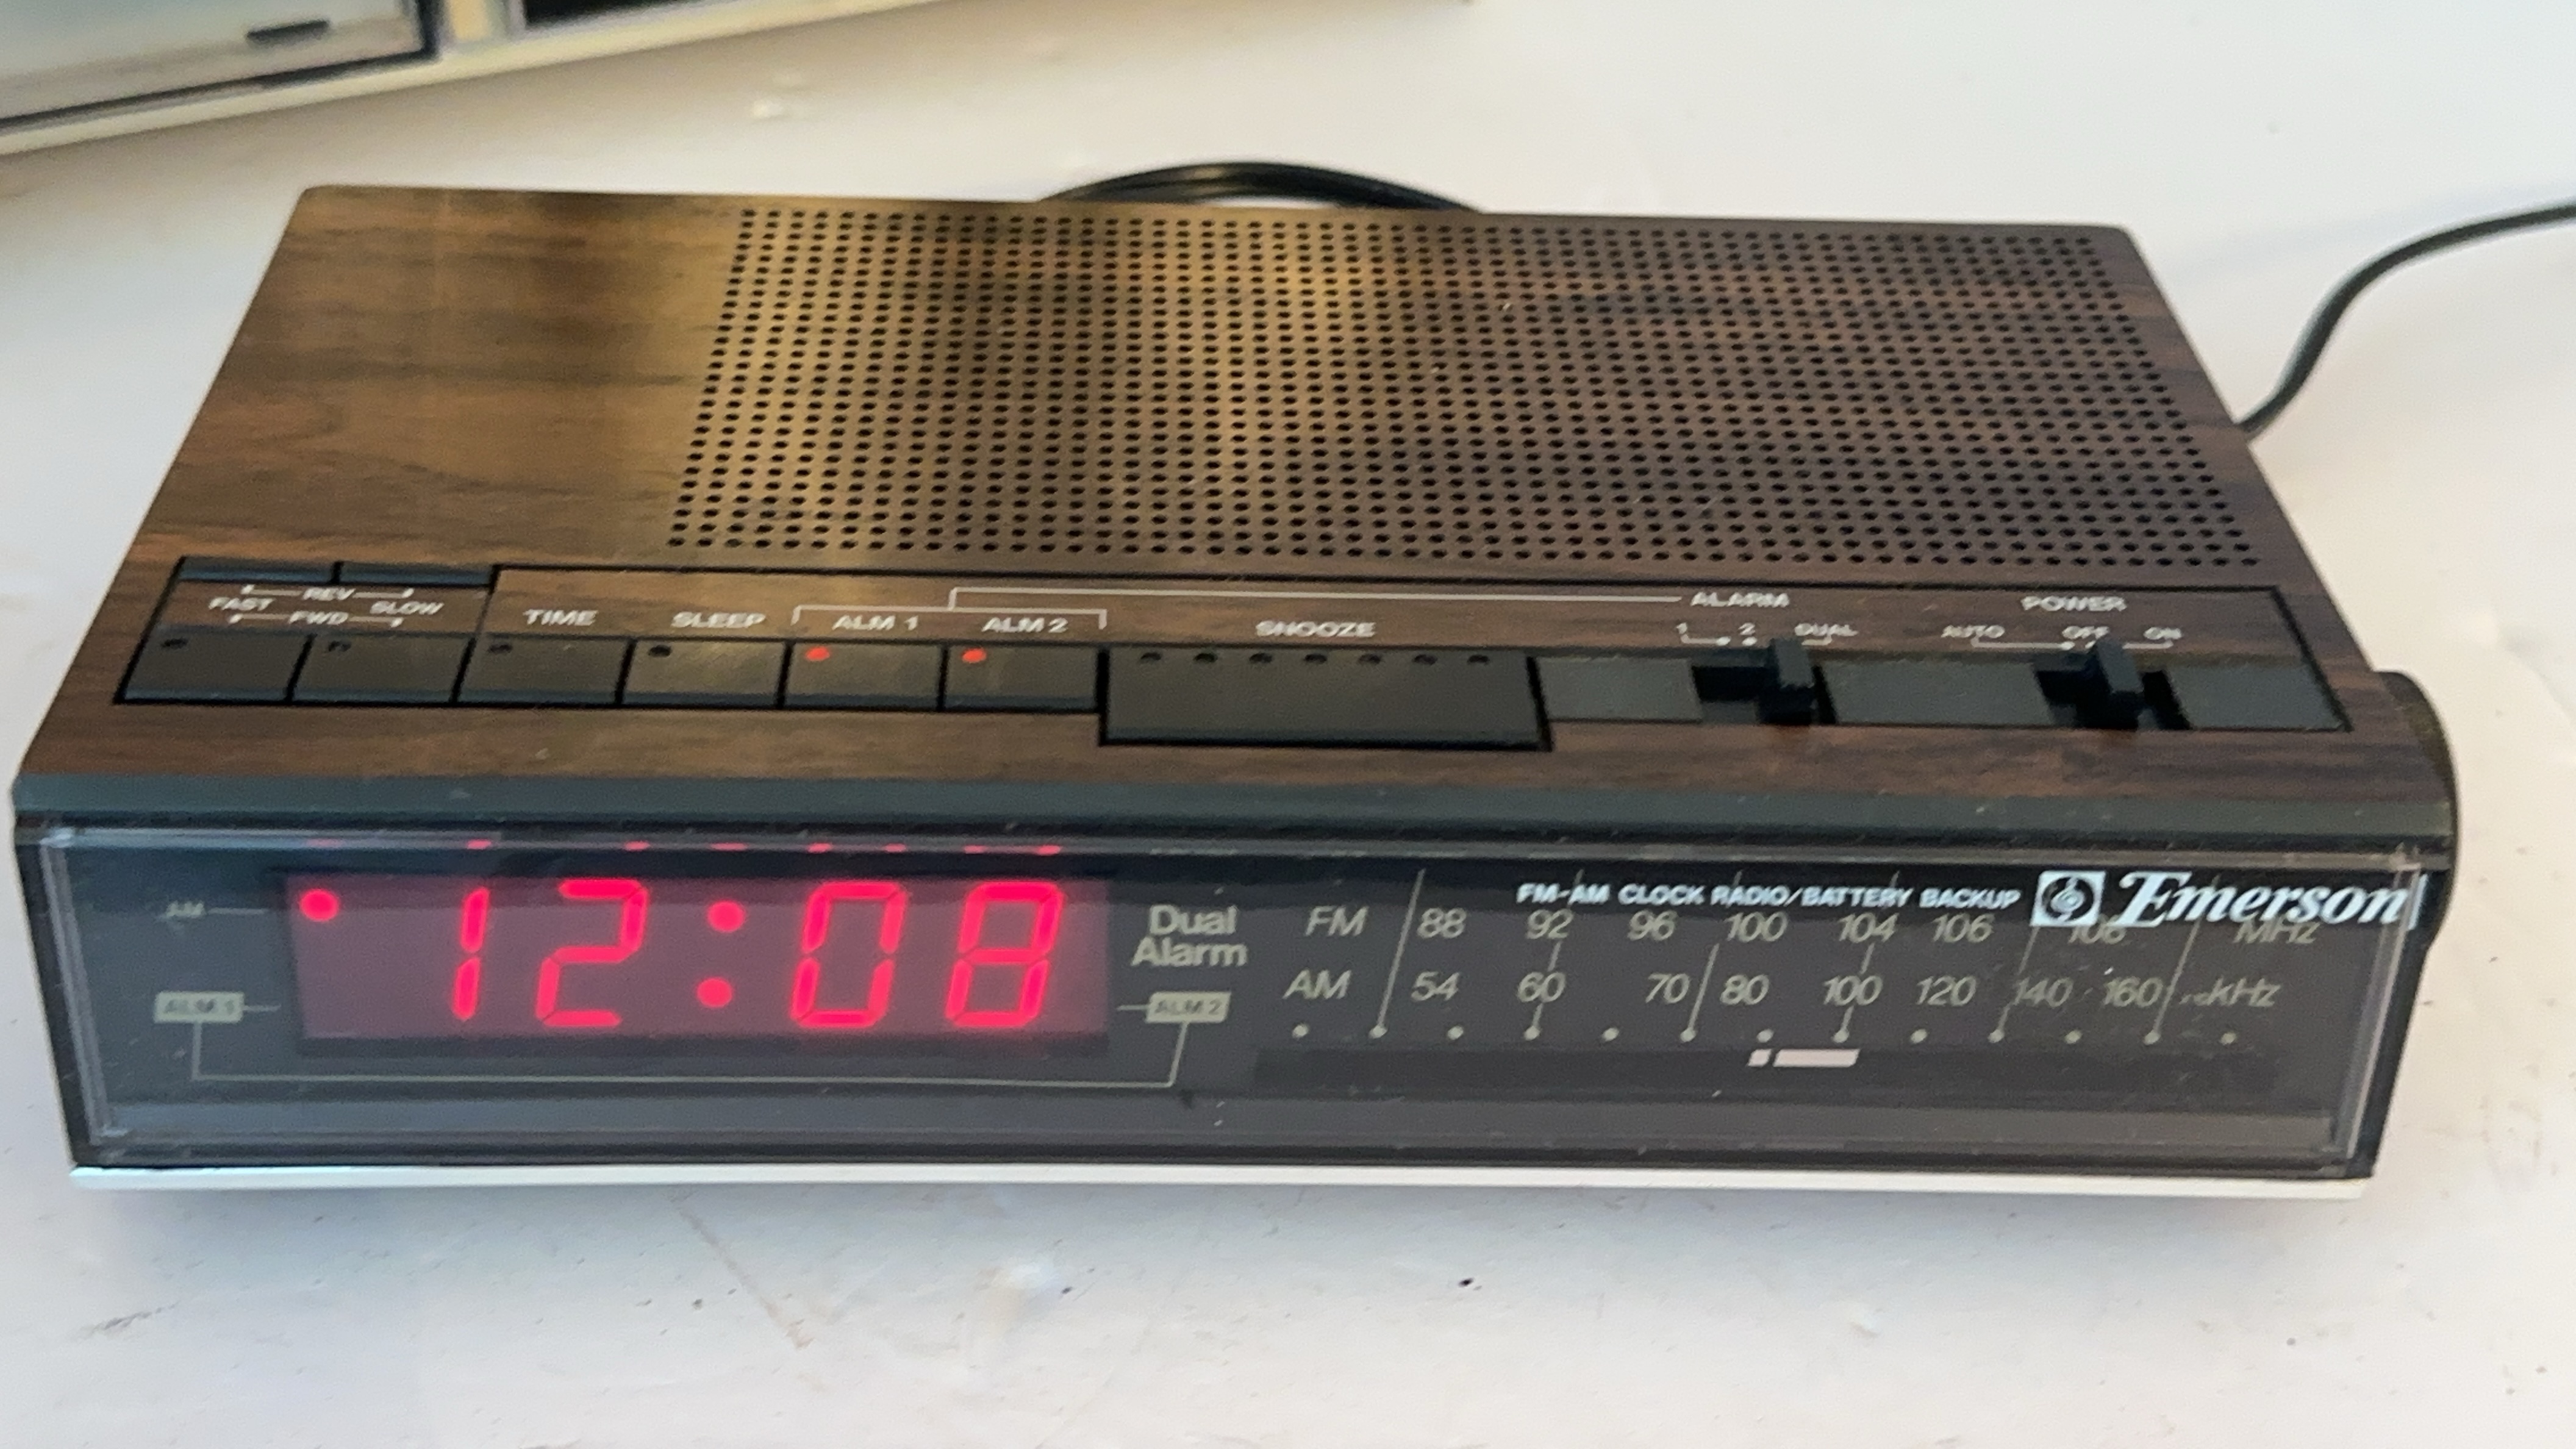 REV
FAST SLOW
FWD
TIME
SLEEP
ALM 1
ALM 2
SNOOZE
ALARM
1 2 DUAL
POWER
AUTO OFF ON
AM
12:08
ALM 1
ALM 2
Dual
Alarm
FM-AM CLOCK RADIO/BATTERY BACKUP
Emerson
FM 88 92 96 100 104 106 108 MHz
AM 54 60 70 80 100 120 140 160 kHz